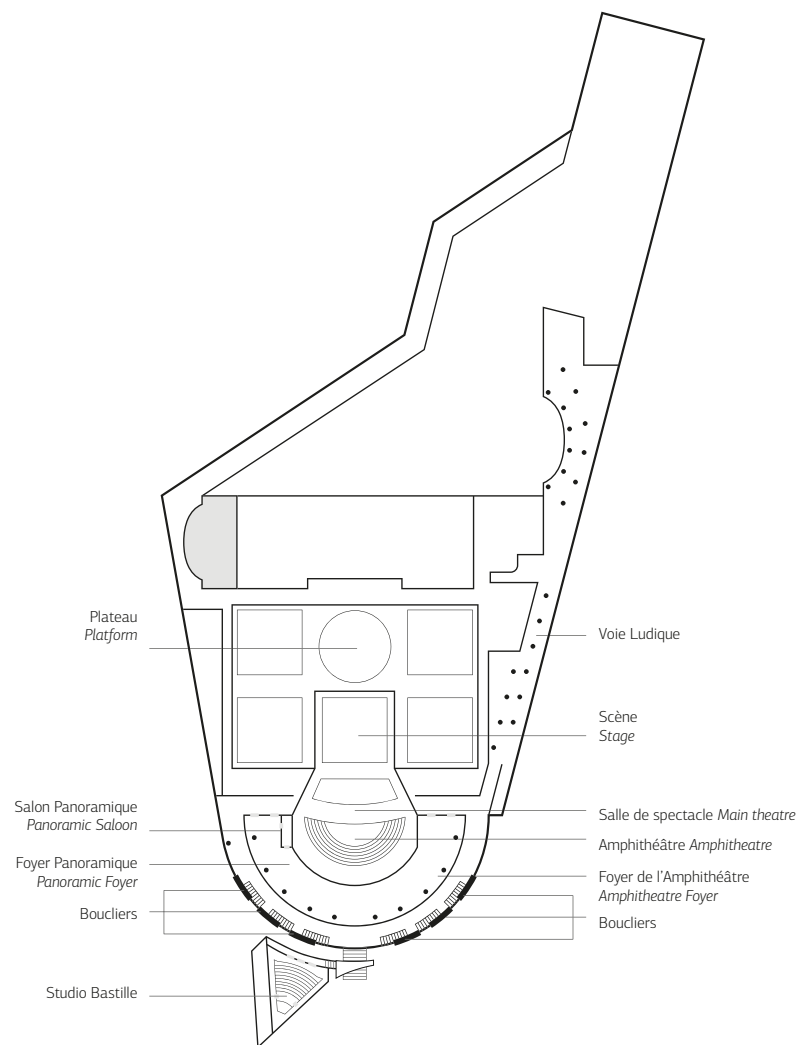 Plateau
Platform
Voie Ludique
Scène
Stage
Salon Panoramique
Panoramic Saloon
Salle de spectacle Main theatre
Amphithéâtre Amphitheatre
Foyer Panoramique
Panoramic Foyer
Foyer de l'Amphithéâtre
Amphitheatre Foyer
Boucliers
Boucliers
Studio Bastille